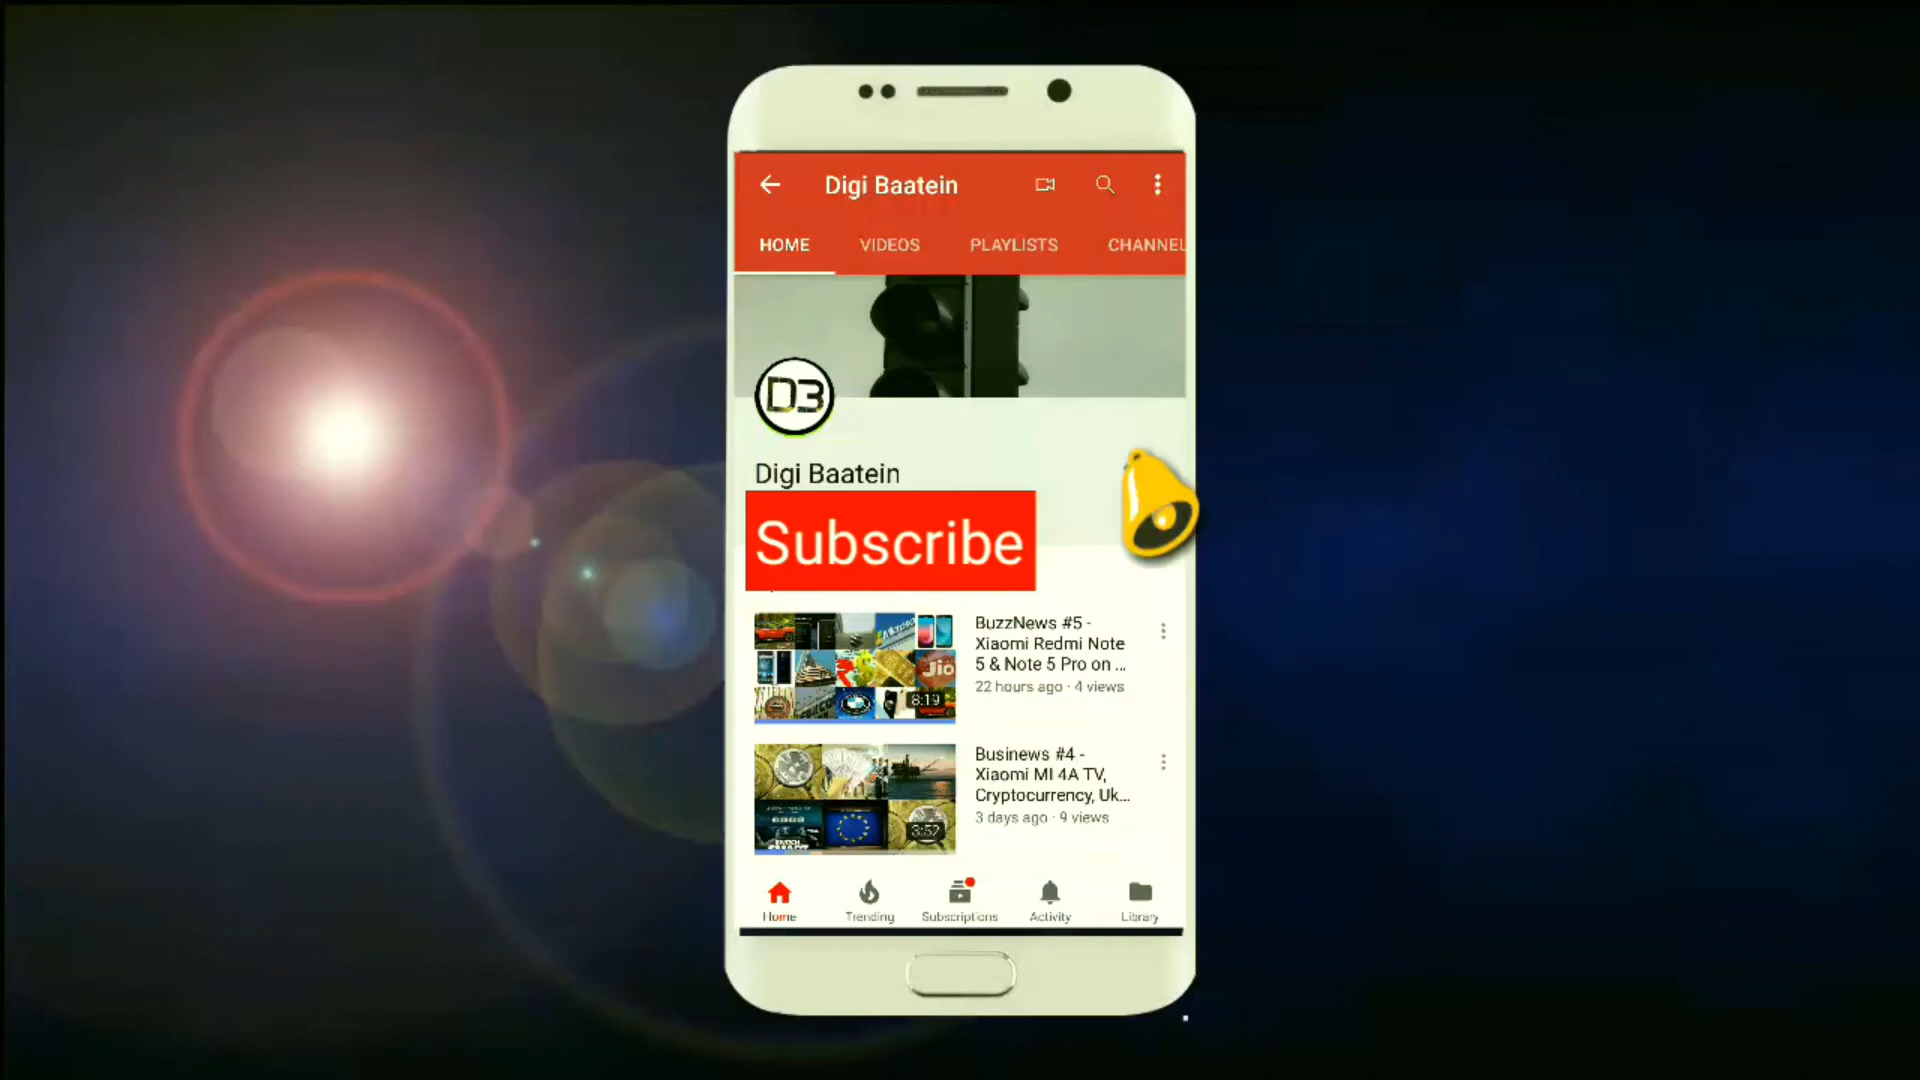 Digi Baatein
HOME VIDEOS PLAYLISTS CHANNEL
D3
Digi Baatein
Subscribe
BuzzNews #5 -
Xiaomi Redmi Note
5 & Note 5 Pro on ...
22 hours ago · 4 views
Jio
8:19
Businews #4 -
Xiaomi MI 4A TV,
Cryptocurrency, Uk...
3 days ago · 9 views
3:52
Home Trending Subscriptions Activity Library